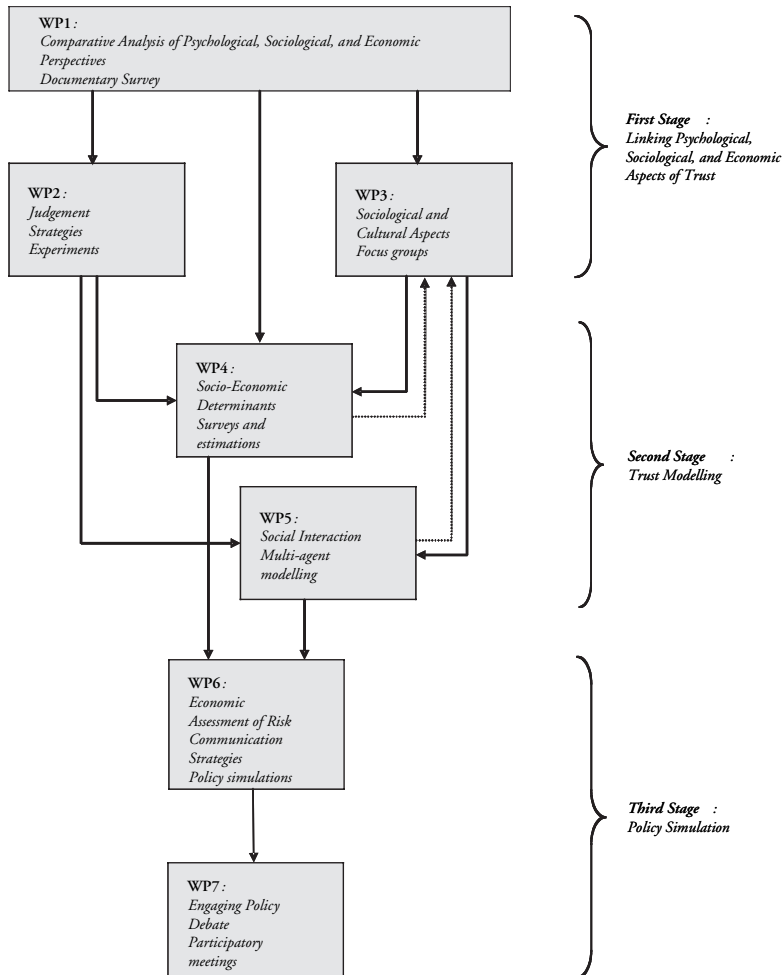 WP1:
Comparative Analysis of Psychological, Sociological, and Economic
Perspectives
Documentary Survey
First Stage :
Linking Psychological,
Sociological, and Economic
Aspects of Trust
WP2:
Judgement
Strategies
Experiments
WP3:
Sociological and
Cultural Aspects
Focus groups
WP4:
Socio-Economic
Determinants
Surveys and
estimations
Second Stage :
Trust Modelling
WP5:
Social Interaction
Multi-agent
modelling
WP6:
Economic
Assessment of Risk
Communication
Strategies
Policy simulations
Third Stage :
Policy Simulation
WP7:
Engaging Policy
Debate
Participatory
meetings